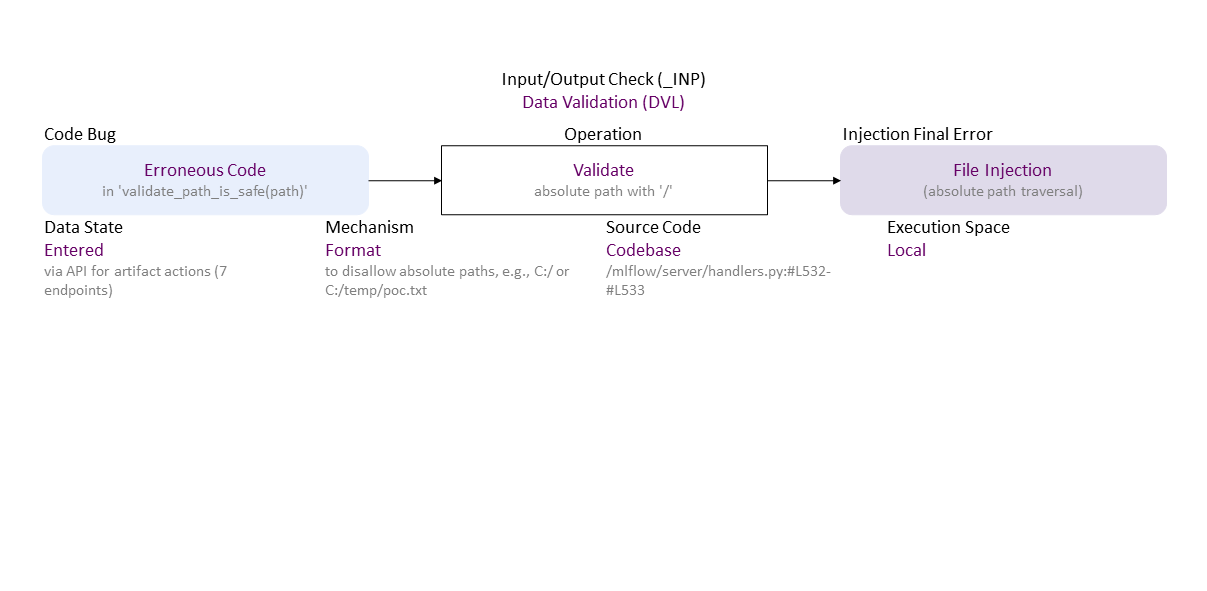 Input/Output Check (_INP)
Data Validation (DVL)
Code Bug
Operation
Injection Final Error
Erroneous Code
in 'validate_path_is_safe(path)'
Validate
absolute path with '/'
File Injection
(absolute path traversal)
Data State
Entered
via API for artifact actions (7
endpoints)
Mechanism
Format
to disallow absolute paths, e.g., C:/ or
C:/temp/poc.txt
Source Code
Codebase
/mlflow/server/handlers.py:#L532-
#L533
Execution Space
Local